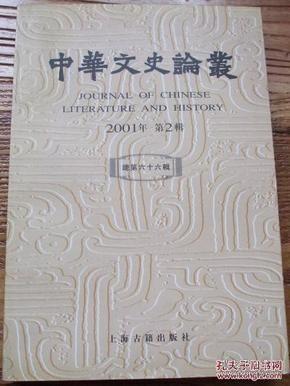 中華文史論叢
JOURNAL OF CHINESE
LITERATURE AND HISTORY
2001年 第2輯
總第六十六輯
上海古籍出版社